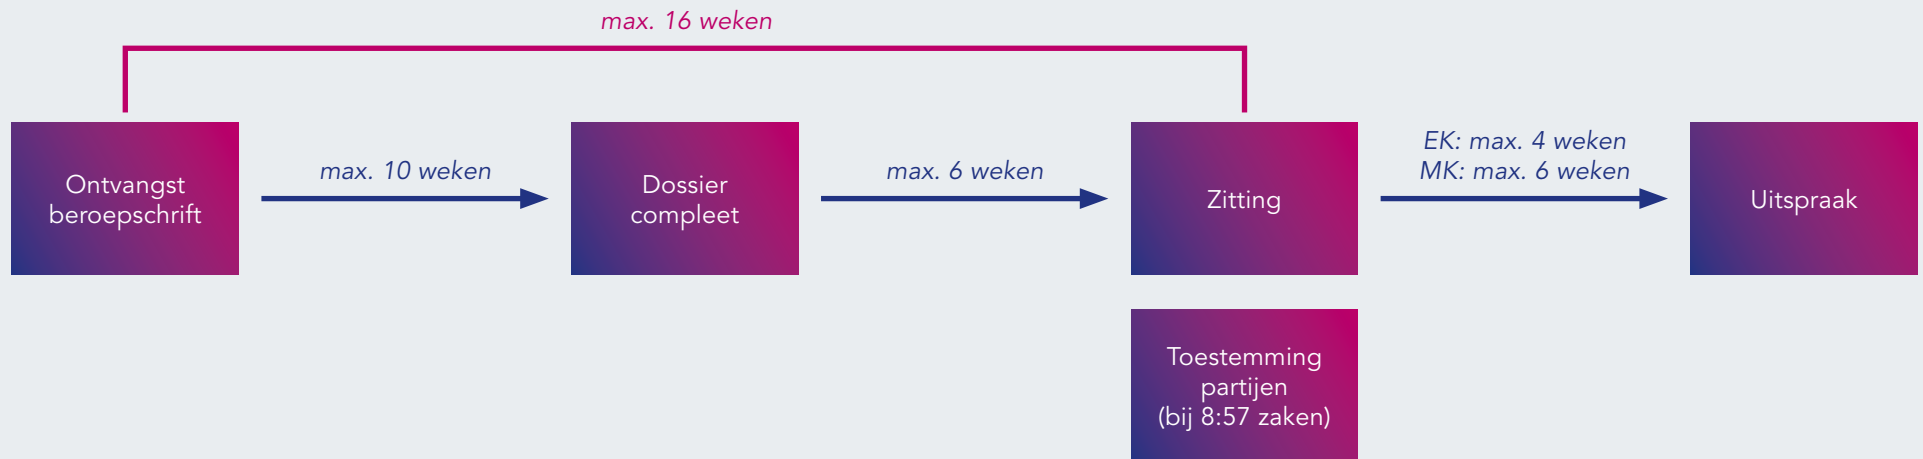 max. 16 weken
Ontvangst
beroepschrift
max. 10 weken
Dossier
compleet
max. 6 weken
Zitting
EK: max. 4 weken
MK: max. 6 weken
Uitspraak
Toestemming
partijen
(bij 8:57 zaken)